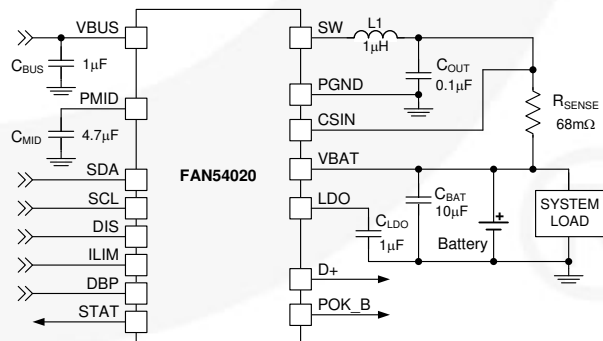 VBUS
C_BUS
1µF
PMID
C_MID
4.7µF
SDA
SCL
DIS
ILIM
DBP
STAT
FAN54020
SW
L1
1µH
C_OUT
0.1µF
PGND
CSIN
R_SENSE
68mΩ
VBAT
LDO
C_LDO
1µF
C_BAT
10µF
+
Battery
SYSTEM
LOAD
D+
POK_B